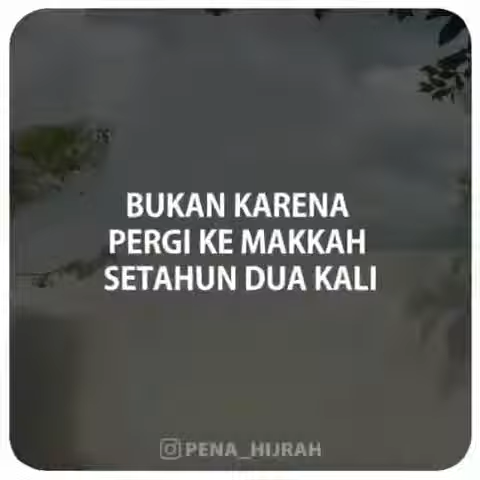 BUKAN KARENA
PERGI KE MAKKAH
SETAHUN DUA KALI
PENA_HIJRAH